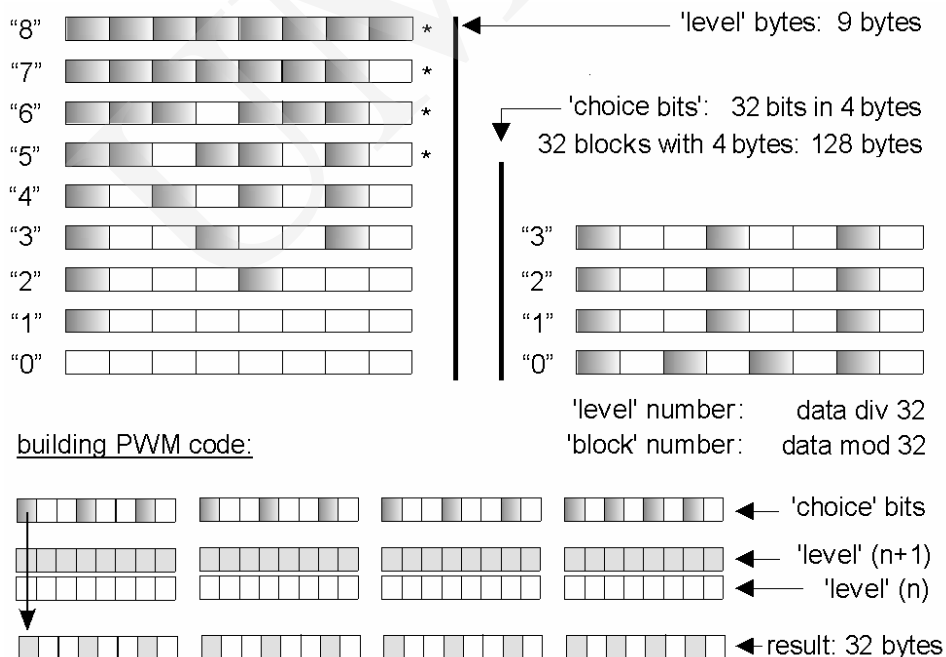 “8” * 'level' bytes: 9 bytes
“7” *
“6” * 'choice bits': 32 bits in 4 bytes
“5” * 32 blocks with 4 bytes: 128 bytes
“4”
“3” “3”
“2” “2”
“1” “1”
“0” “0”
'level' number: data div 32
building PWM code: 'block' number: data mod 32
'choice' bits
'level' (n+1)
'level' (n)
result: 32 bytes